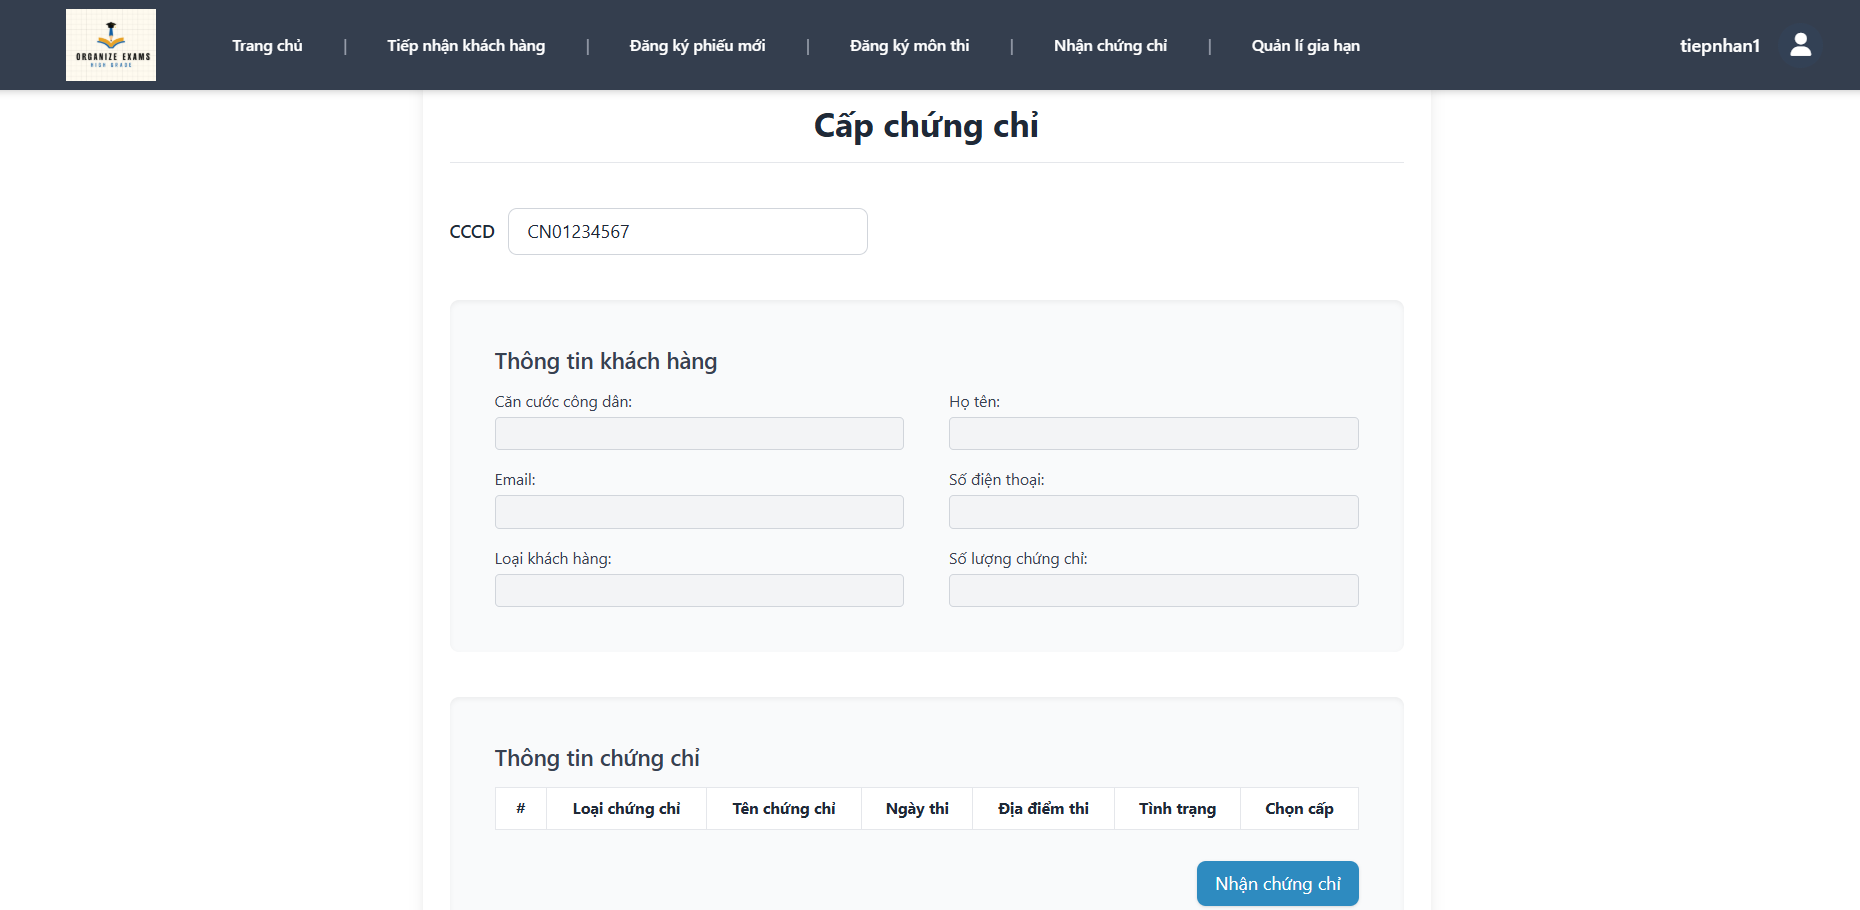 ORGANIZE EXAMS
HIGH GRADE
Trang chủ | Tiếp nhận khách hàng | Đăng ký phiếu mới | Đăng ký môn thi | Nhận chứng chỉ | Quản lí gia hạn
tiepnhan1
Cấp chứng chỉ
CCCD CN01234567
Thông tin khách hàng
Căn cước công dân: Họ tên:
Email: Số điện thoại:
Loại khách hàng: Số lượng chứng chỉ:
Thông tin chứng chỉ
# Loại chứng chỉ Tên chứng chỉ Ngày thi Địa điểm thi Tình trạng Chọn cấp
Nhận chứng chỉ